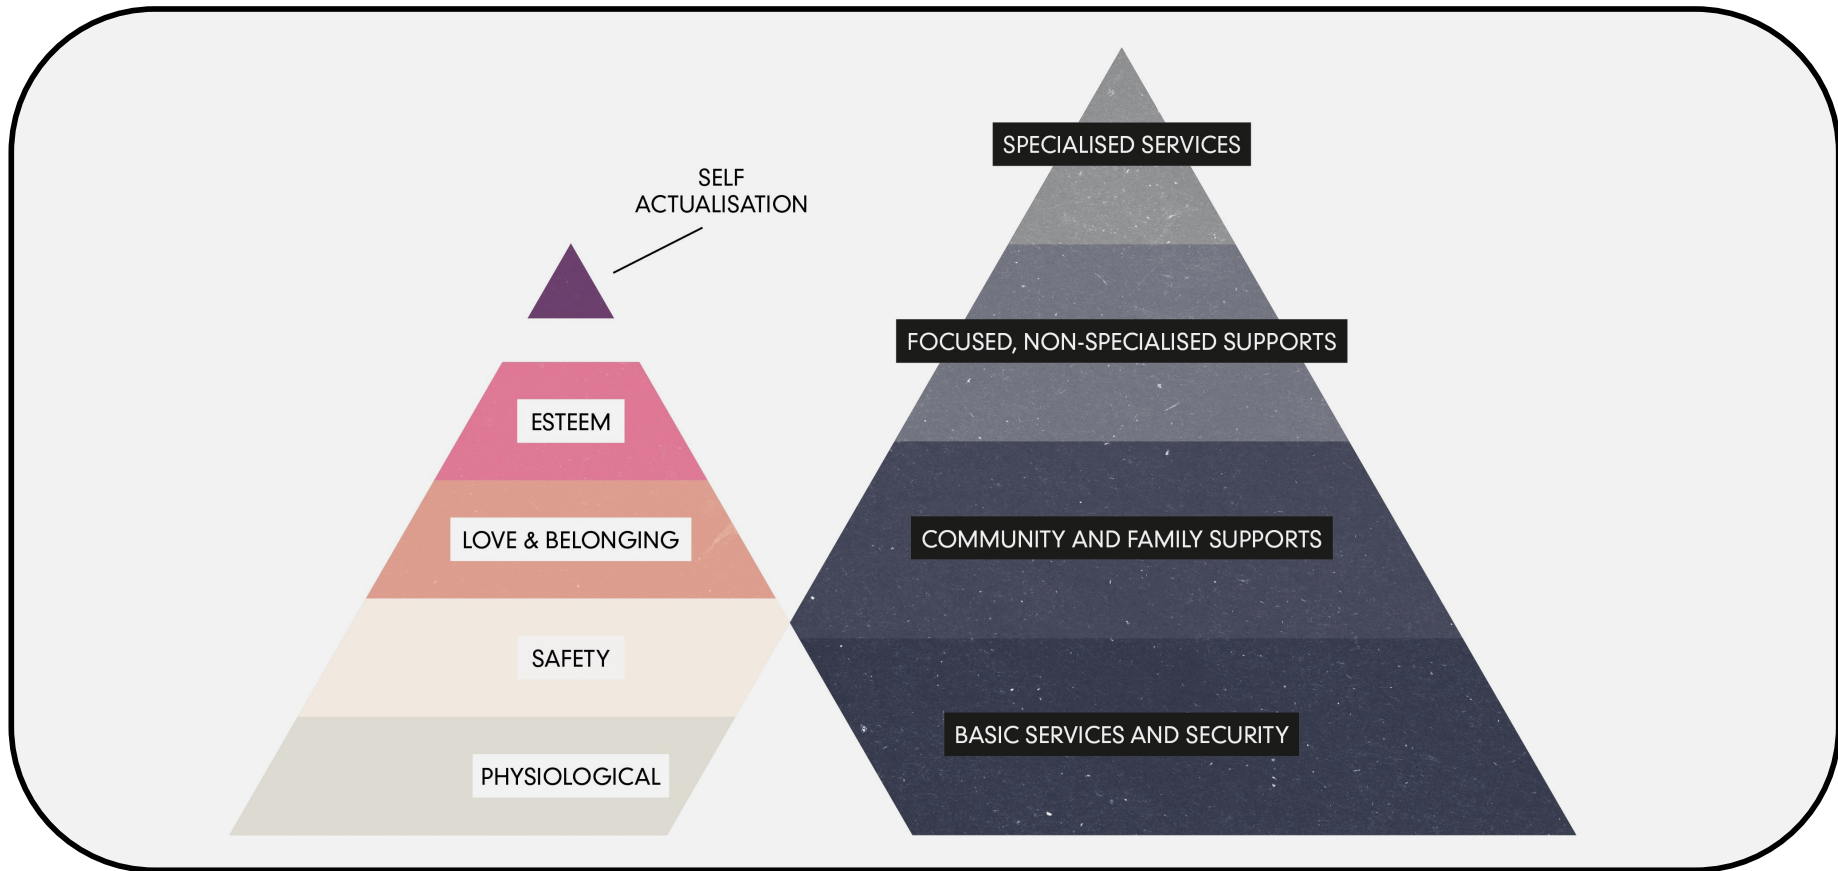 SELF
ACTUALISATION
ESTEEM
LOVE & BELONGING
SAFETY
PHYSIOLOGICAL
SPECIALISED SERVICES
FOCUSED, NON-SPECIALISED SUPPORTS
COMMUNITY AND FAMILY SUPPORTS
BASIC SERVICES AND SECURITY